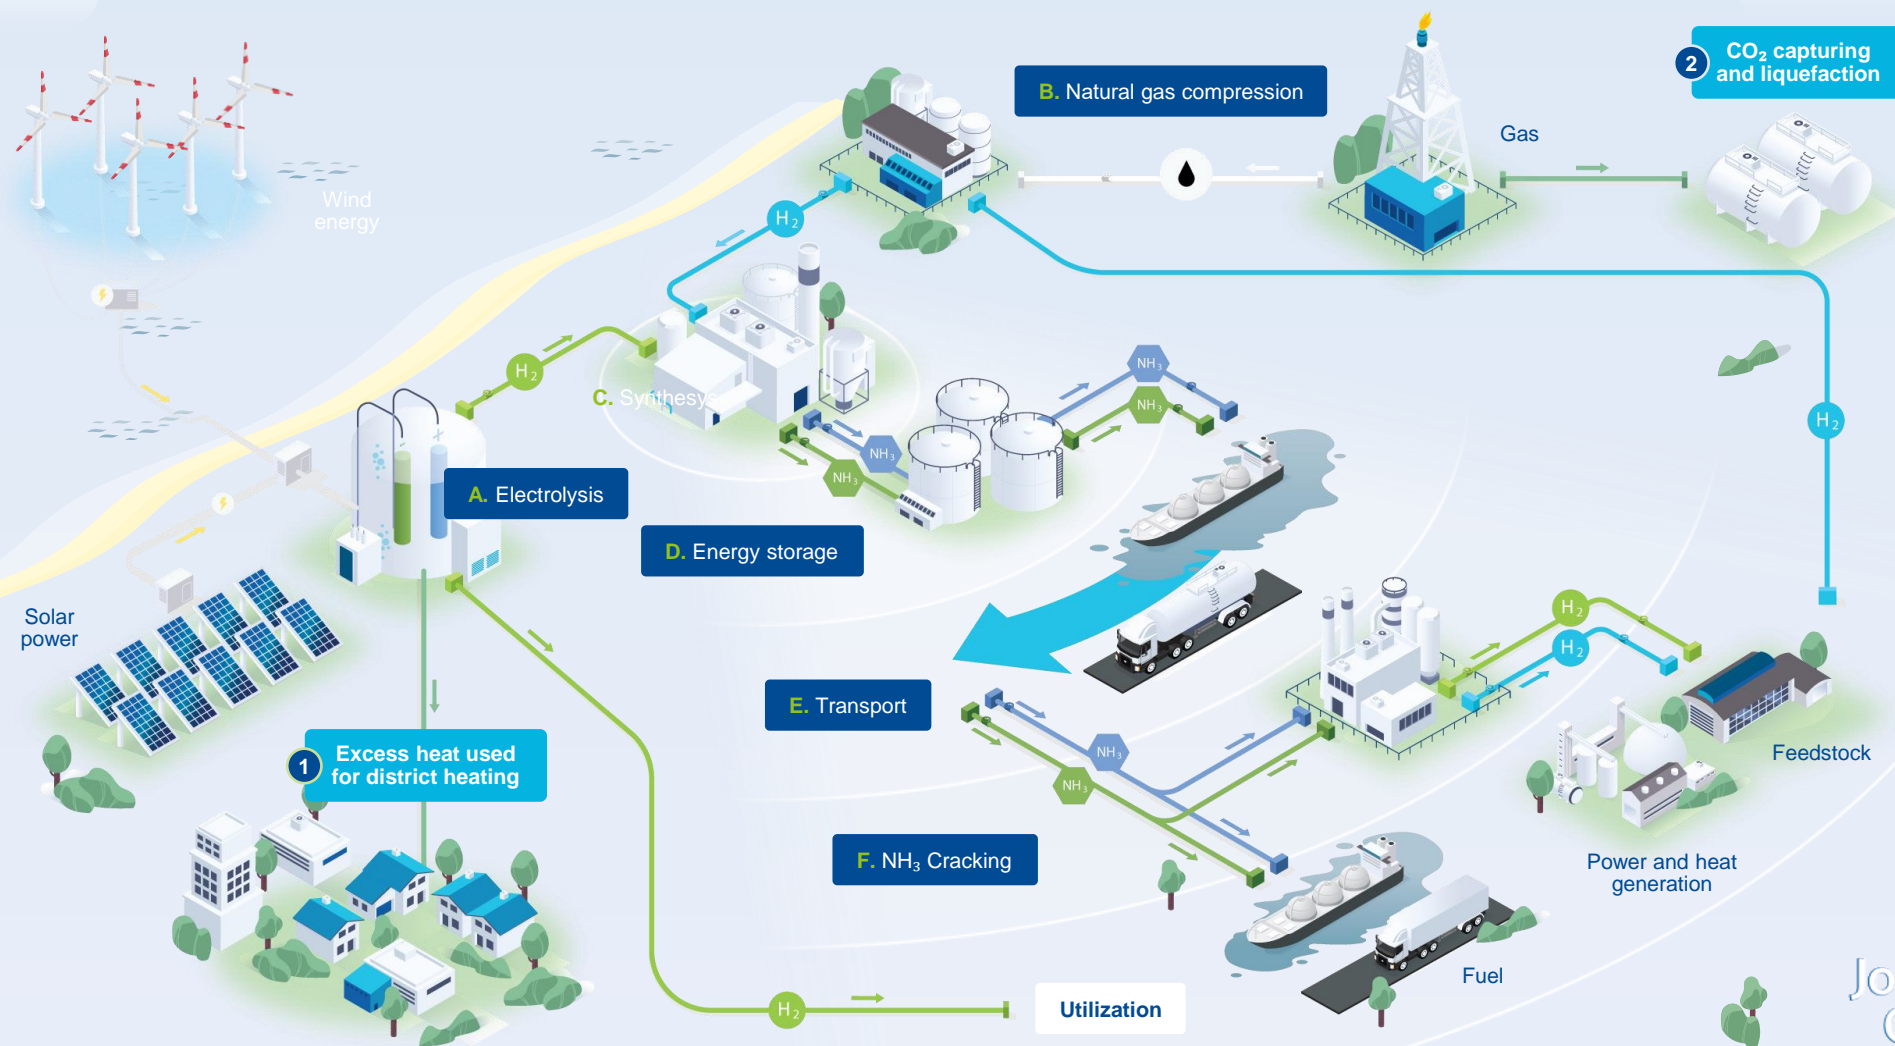 2
CO₂ capturing
and liquefaction
B. Natural gas compression
Gas
Wind
energy
H₂
H₂
C. Synthesys
NH₃
NH₃
NH₃
NH₃
H₂
A. Electrolysis
D. Energy storage
Solar
power
E. Transport
H₂
H₂
1
Excess heat used
for district heating
NH₃
NH₃
Feedstock
F. NH₃ Cracking
Power and heat
generation
Fuel
H₂
Utilization